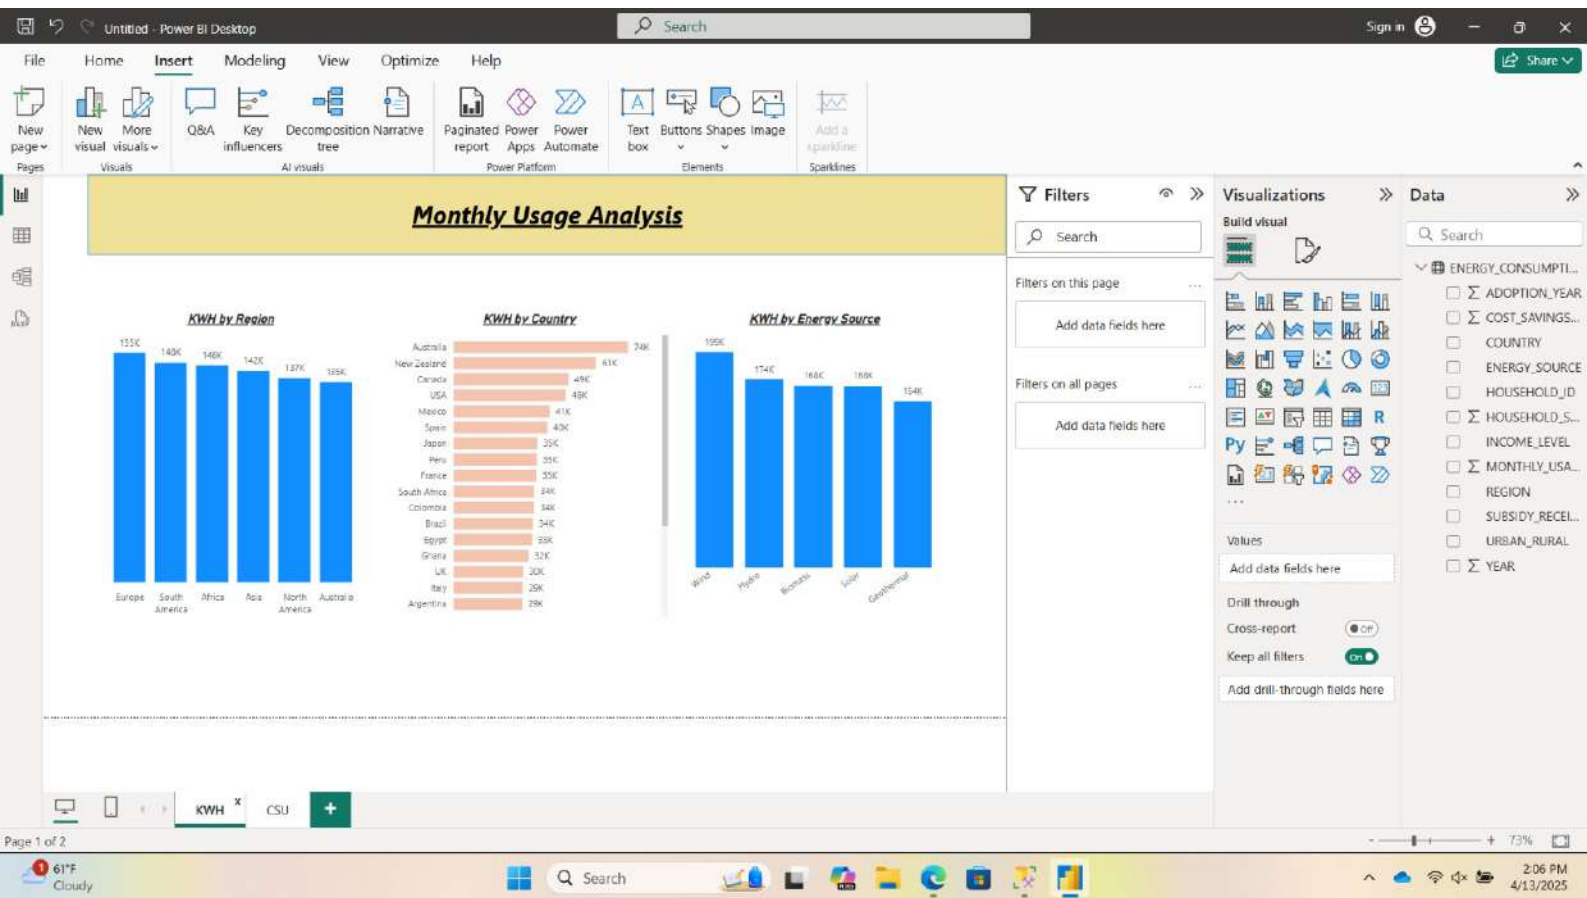 Untitled - Power BI Desktop
Search
Sign in
File Home Insert Modeling View Optimize Help
Share
New page
New visual
More visuals
Q&A
Key influencers
Decomposition tree
Narrative
Paginated report
Power Apps
Power Automate
Text box
Buttons
Shapes
Image
Add a sparkline
Pages
Visuals
AI visuals
Power Platform
Elements
Sparklines
Monthly Usage Analysis
KWH by Region
155K
148K
146K
142K
137K
135K
Europe
South America
Africa
Asia
North America
Australia
KWH by Country
Australia 74K
New Zealand 61K
Canada 49K
USA 48K
Mexico 41K
Spain 40K
Japan 35K
Peru 35K
France 35K
South Africa 34K
Colombia 34K
Brazil 34K
Egypt 33K
Ghana 32K
UK 30K
Italy 29K
Argentina 29K
KWH by Energy Source
195K
174K
168K
168K
154K
Wind
Hydro
Biomass
Solar
Geothermal
Filters
Search
Filters on this page
...
Add data fields here
Filters on all pages
...
Add data fields here
Visualizations
Build visual
R
Py
...
Values
Add data fields here
Drill through
Cross-report Off
Keep all filters On
Add drill-through fields here
Data
Search
ENERGY_CONSUMPTI...
ADOPTION_YEAR
COST_SAVINGS...
COUNTRY
ENERGY_SOURCE
HOUSEHOLD_ID
HOUSEHOLD_S...
INCOME_LEVEL
MONTHLY_USA...
REGION
SUBSIDY_RECEI...
URBAN_RURAL
YEAR
KWH x
CSU
+
Page 1 of 2
- + 73%
1
61°F
Cloudy
Search
2:06 PM
4/13/2025